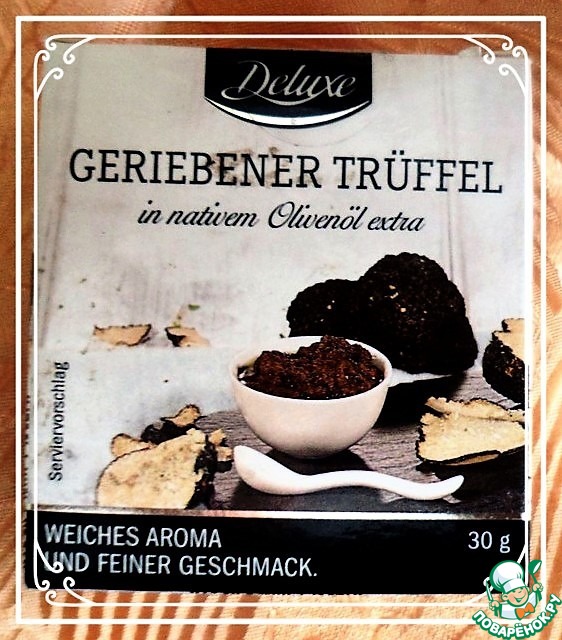 Deluxe
GERIEBENER TRÜFFEL
in nativem Olivenöl extra
Serviervorschlag
WEICHES AROMA
UND FEINER GESCHMACK.
30 g
ПОВАРЁНОК.РУ